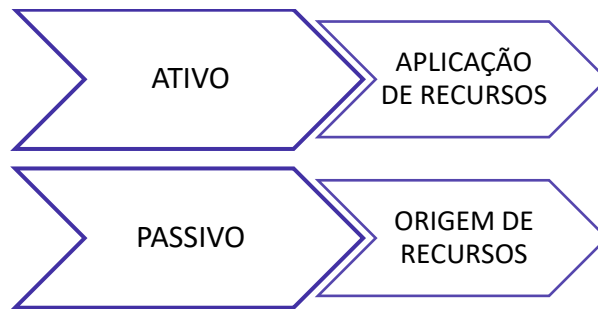 ATIVO
APLICAÇÃO
DE RECURSOS
PASSIVO
ORIGEM DE
RECURSOS